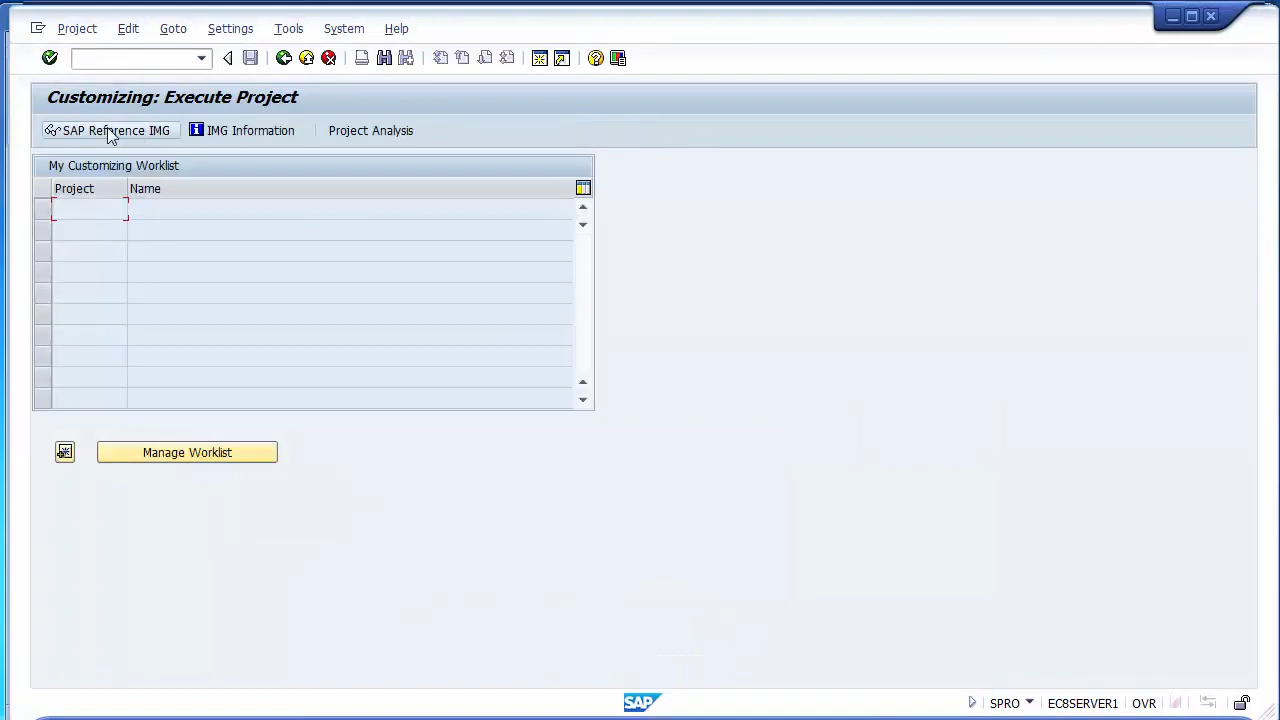 Project Edit Goto Settings Tools System Help
Customizing: Execute Project
SAP Reference IMG IMG Information Project Analysis
My Customizing Worklist
Project Name
Manage Worklist
SAP SPRO EC8SERVER1 OVR